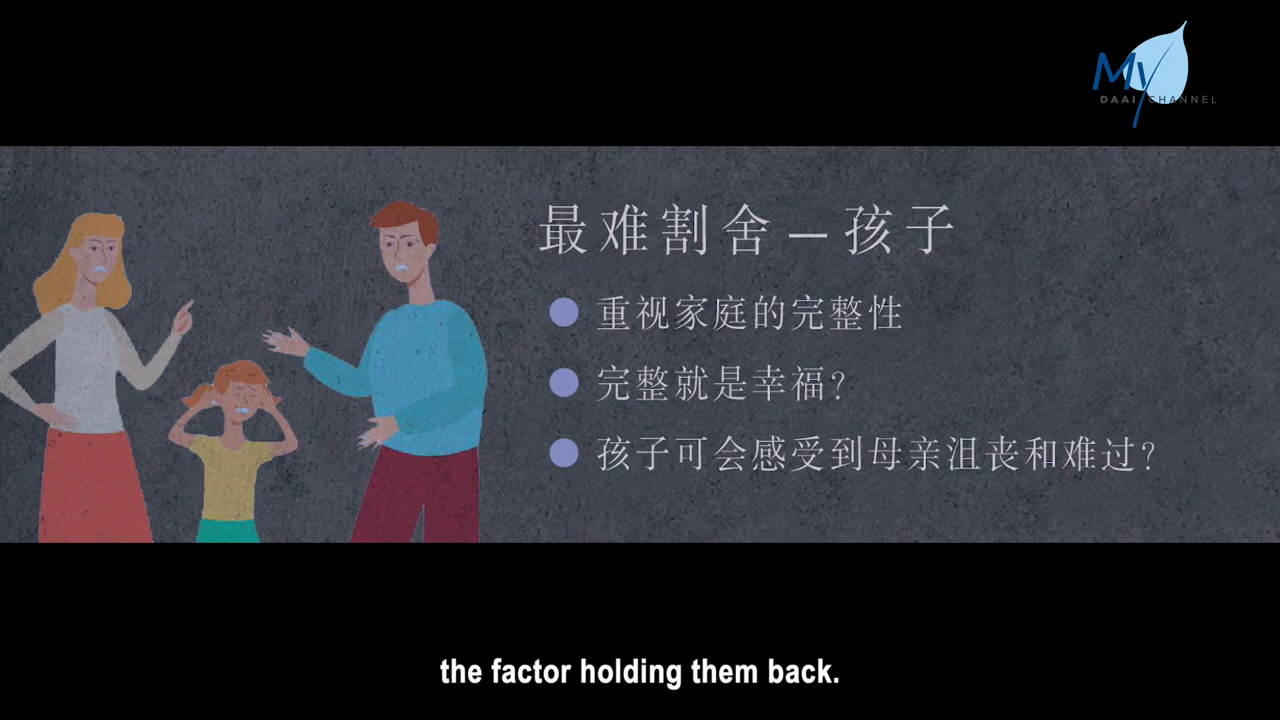 My
DAAI CHANNEL
最难割舍 – 孩子
重视家庭的完整性
完整就是幸福?
孩子可会感受到母亲沮丧和难过?
the factor holding them back.